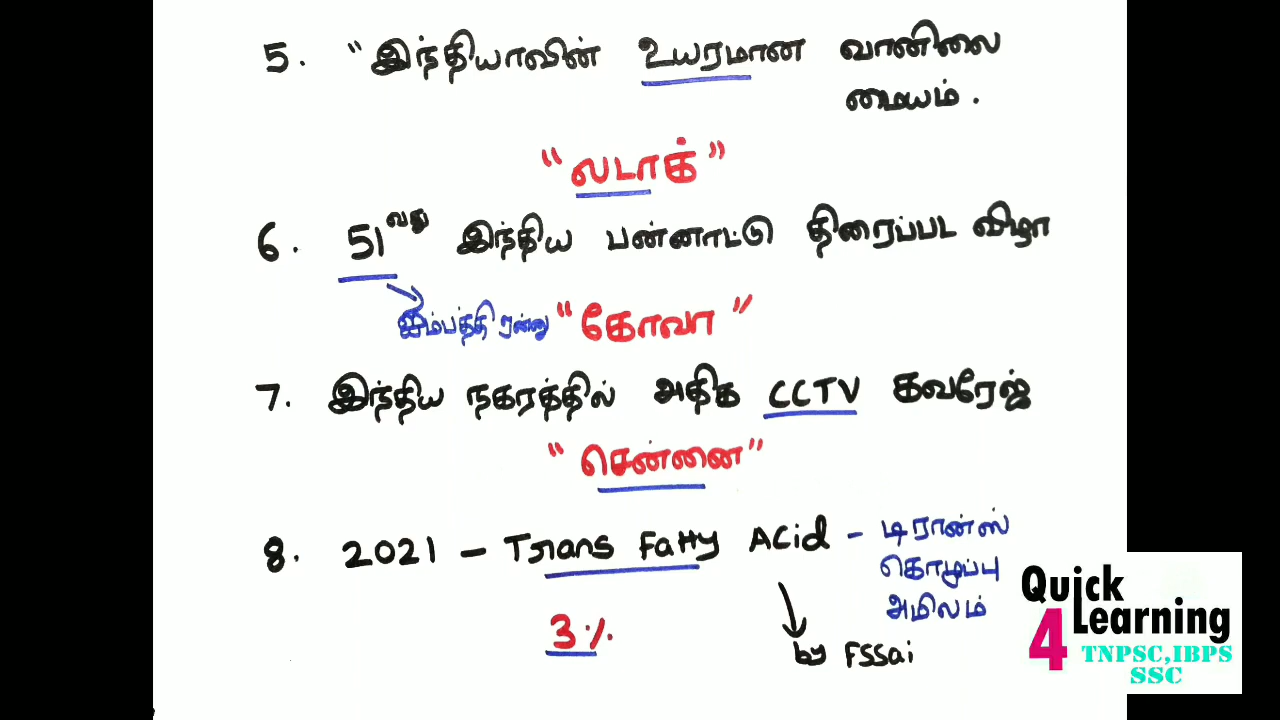 5. "இந்தியாவின் உயரமான வானிலை
மையம்.
"லடாக்"
6. 51வது இந்திய பன்னாட்டு திரைப்பட விழா
ஐம்பத்தி ரண்னு "கோவா"
7. இந்திய நகரத்தில் அதிக CCTV கவரேஜ்
"சென்னை"
8. 2021 - Trans Fatty Acid - டிரான்ஸ்
கொழுப்பு
அமிலம்
3%
by FSSai
Quick
4 Learning
TNPSC,IBPS
SSC